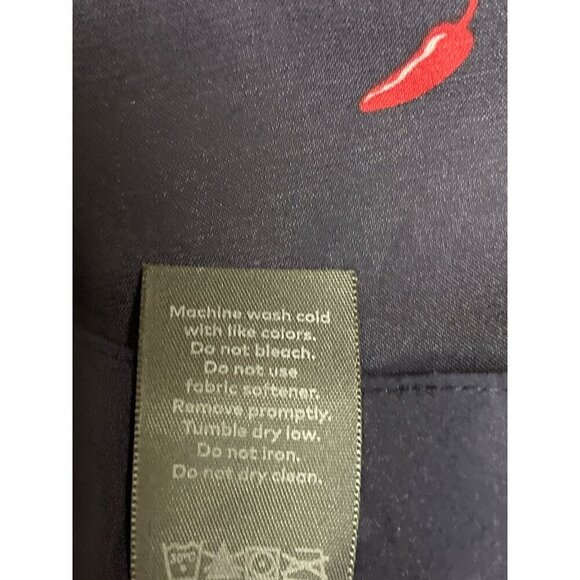 Machine wash cold
with like colors.
Do not bleach.
Do not use
fabric softener.
Remove promptly.
Tumble dry low.
Do not iron.
Do not dry clean.
30°C